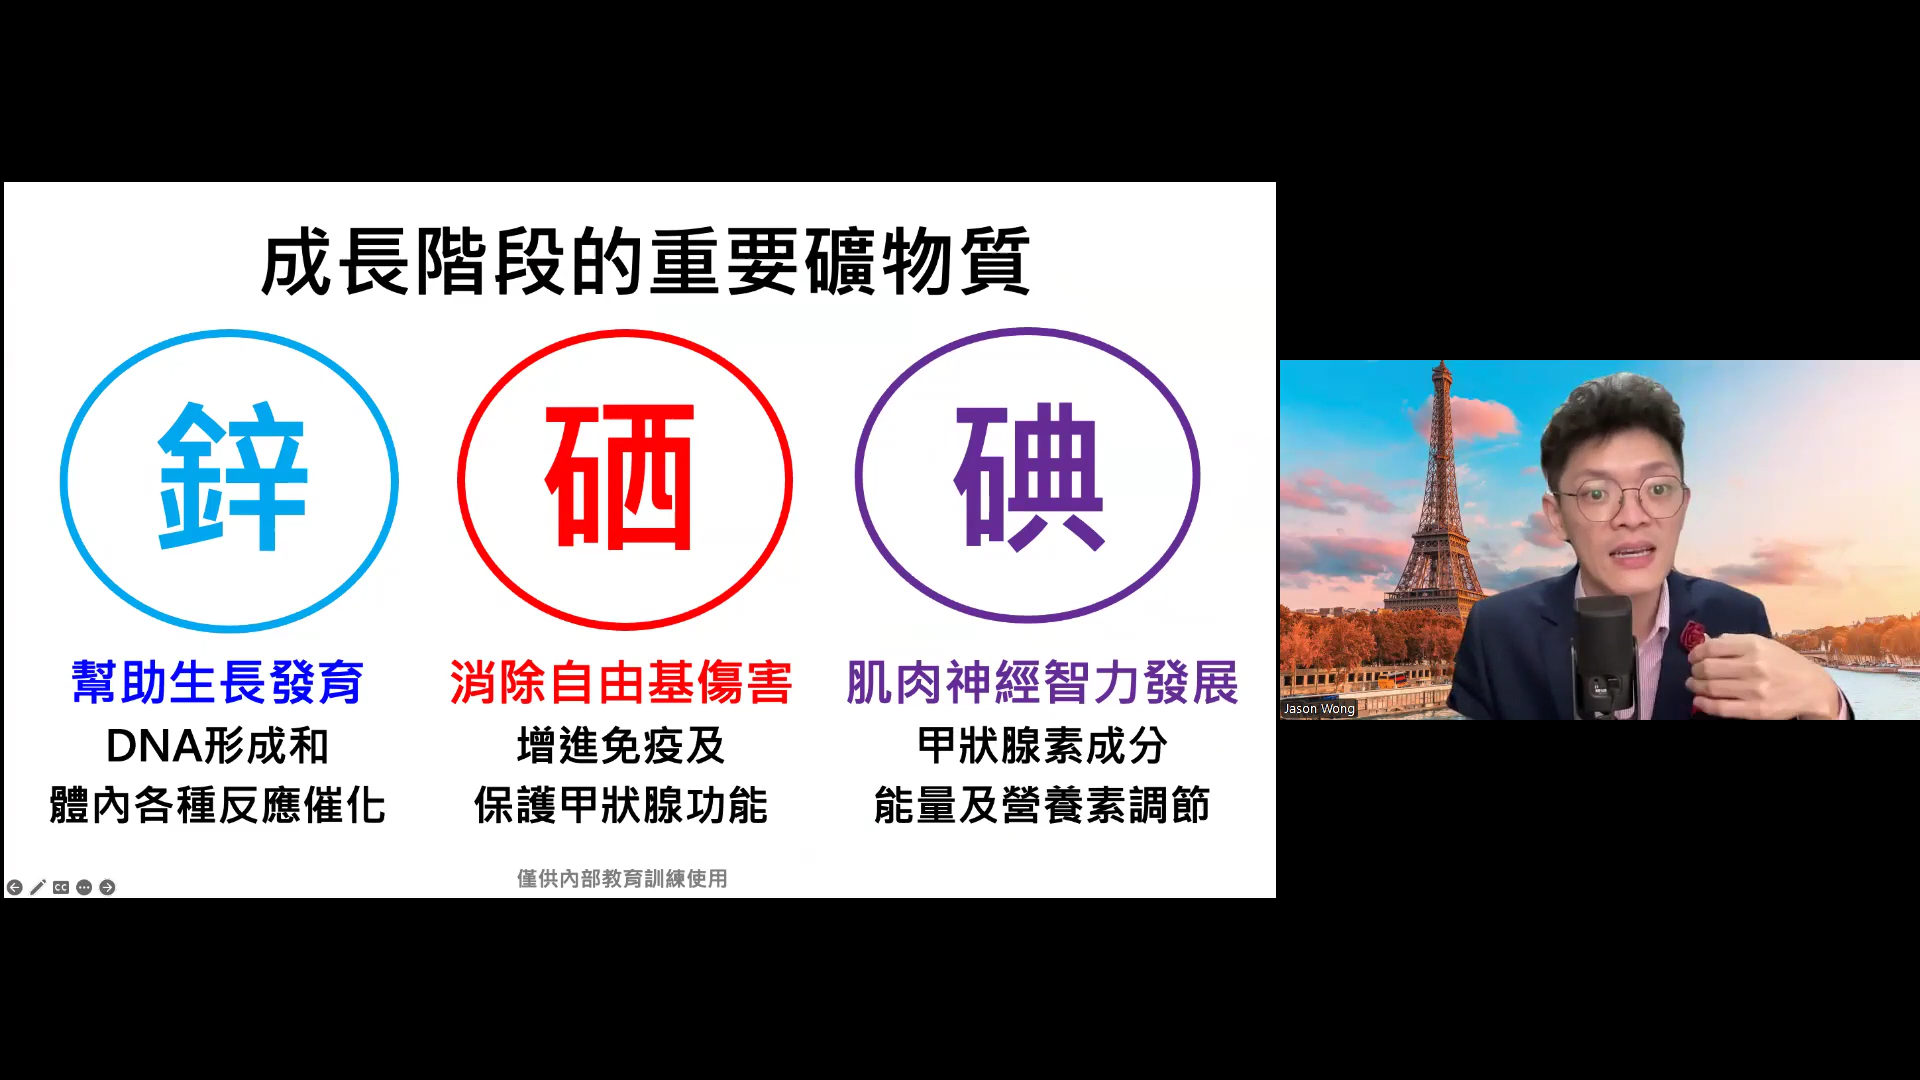 成長階段的重要礦物質
鋅
硒
碘
幫助生長發育
DNA形成和
體內各種反應催化
消除自由基傷害
增進免疫及
保護甲狀腺功能
肌肉神經智力發展
甲狀腺素成分
能量及營養素調節
僅供內部教育訓練使用
CC
Jason Wong